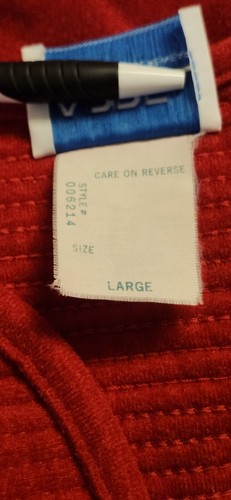 CARE ON REVERSE
STYLE #
006214
SIZE
LARGE